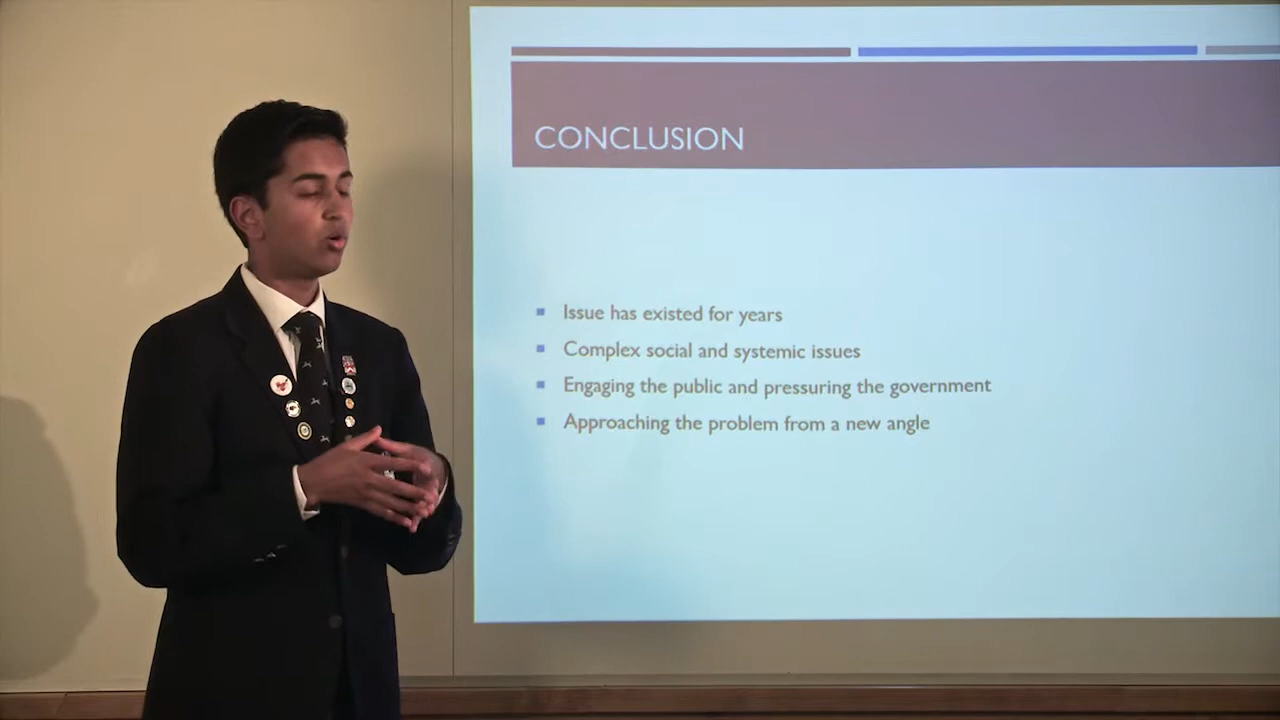 CONCLUSION
Issue has existed for years
Complex social and systemic issues
Engaging the public and pressuring the government
Approaching the problem from a new angle